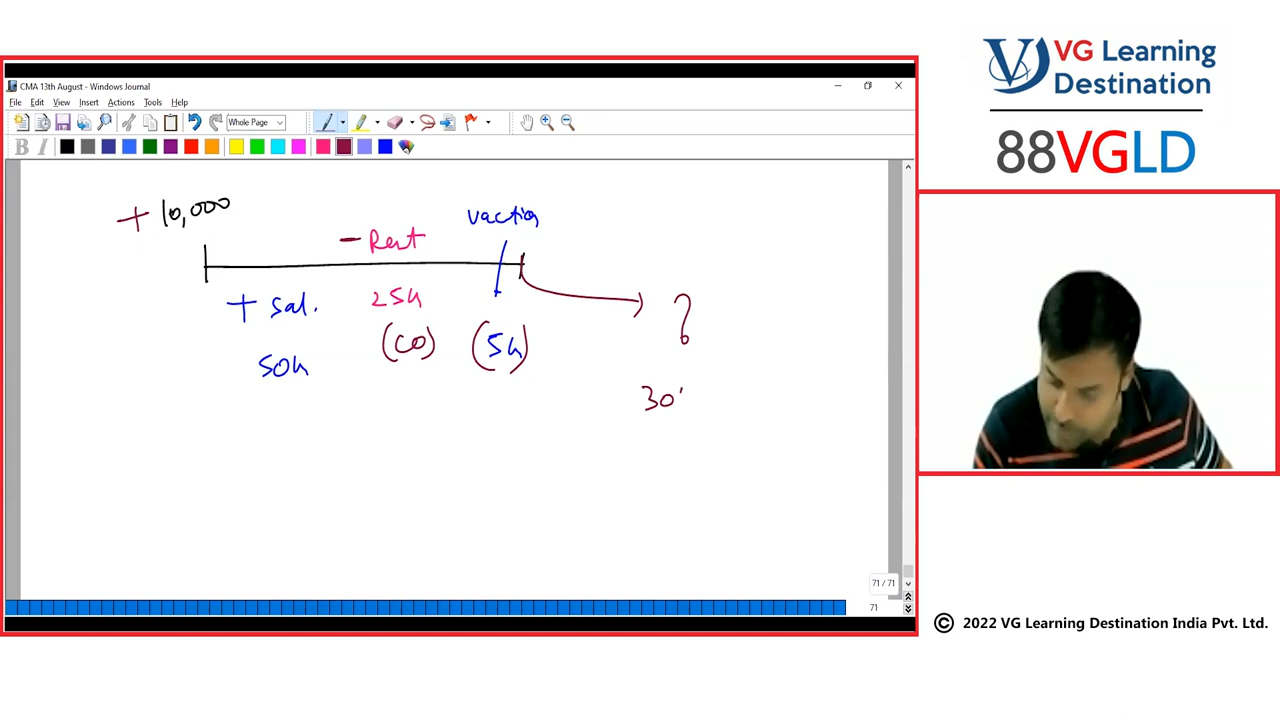 CMA 13th August - Windows Journal
File Edit View Insert Actions Tools Help
Whole Page
B I
+ 10,000
vaction
- Rent
+ sal.
25k
?
50k
(CO)
(5k)
30'
71 / 71
71
VG Learning
Destination
88VGLD
© 2022 VG Learning Destination India Pvt. Ltd.